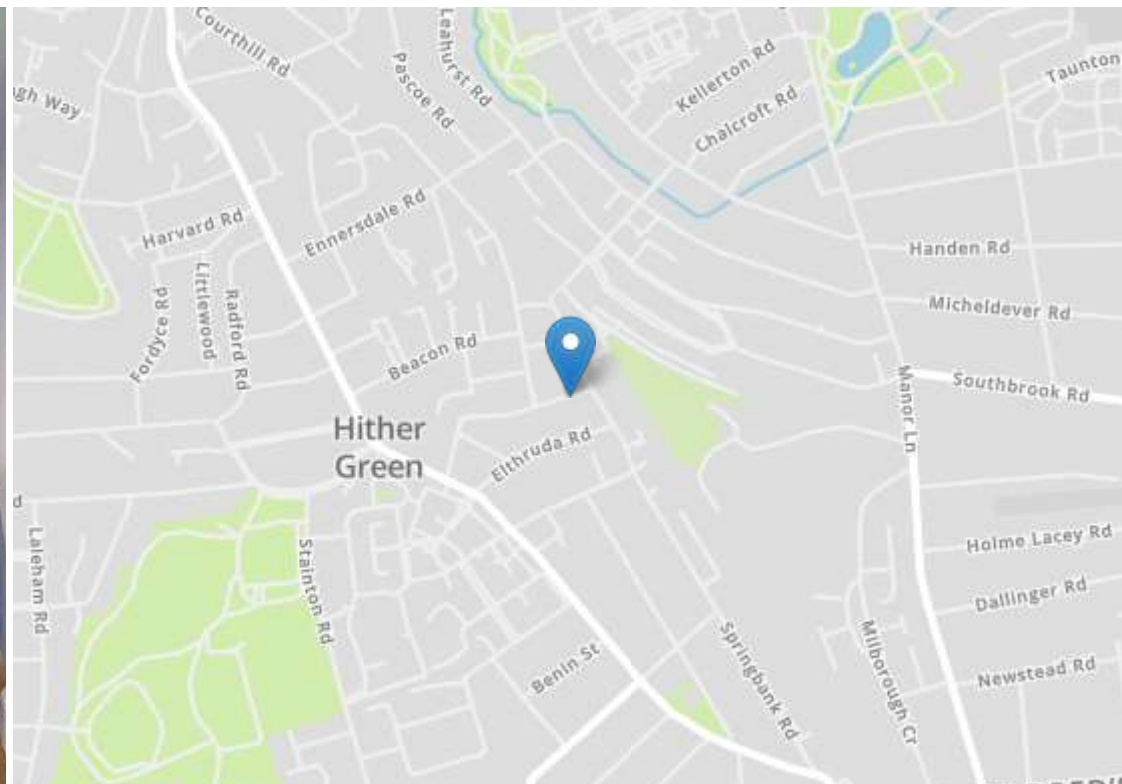 Courthill Rd
Leahurst Rd
Pascoe Rd
Kellerton Rd
Chalcroft Rd
Taunton
gh Way
Harvard Rd
Ennersdale Rd
Handen Rd
Littlewood
Radford Rd
Fordyce Rd
Micheldever Rd
Beacon Rd
Southbrook Rd
Manor Ln
Hither
Green
Elthruda Rd
d
Laleham Rd
Stainton Rd
Holme Lacey Rd
Dallinger Rd
Milborough Cr
Springbank Rd
Benin St
Newstead Rd